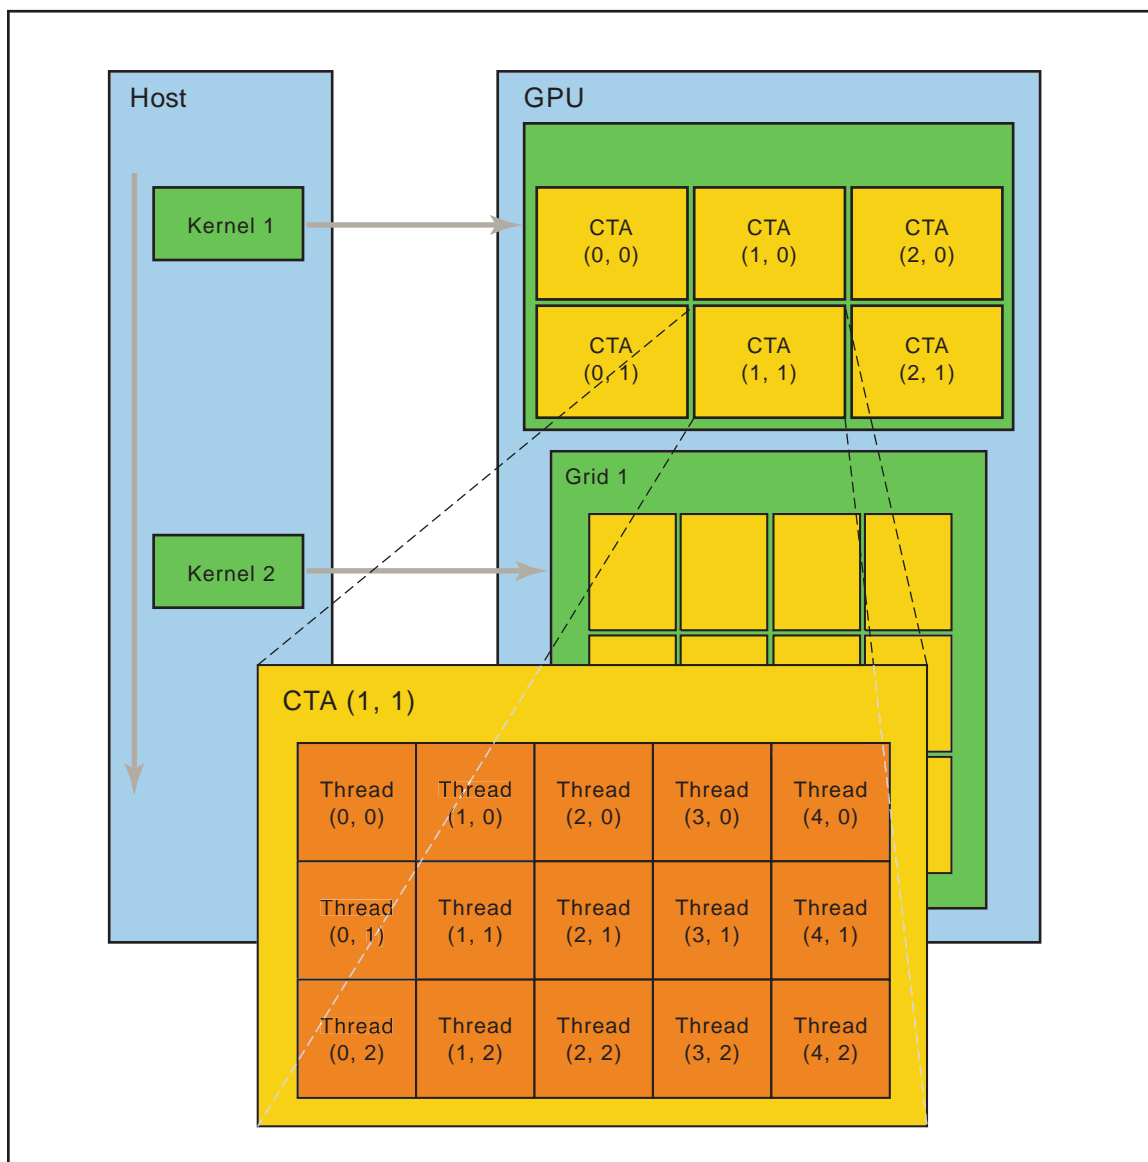 Host
GPU
Kernel 1
CTA
(0, 0)
CTA
(1, 0)
CTA
(2, 0)
CTA
(0, 1)
CTA
(1, 1)
CTA
(2, 1)
Grid 1
Kernel 2
CTA (1, 1)
Thread
(0, 0)
Thread
(1, 0)
Thread
(2, 0)
Thread
(3, 0)
Thread
(4, 0)
Thread
(0, 1)
Thread
(1, 1)
Thread
(2, 1)
Thread
(3, 1)
Thread
(4, 1)
Thread
(0, 2)
Thread
(1, 2)
Thread
(2, 2)
Thread
(3, 2)
Thread
(4, 2)